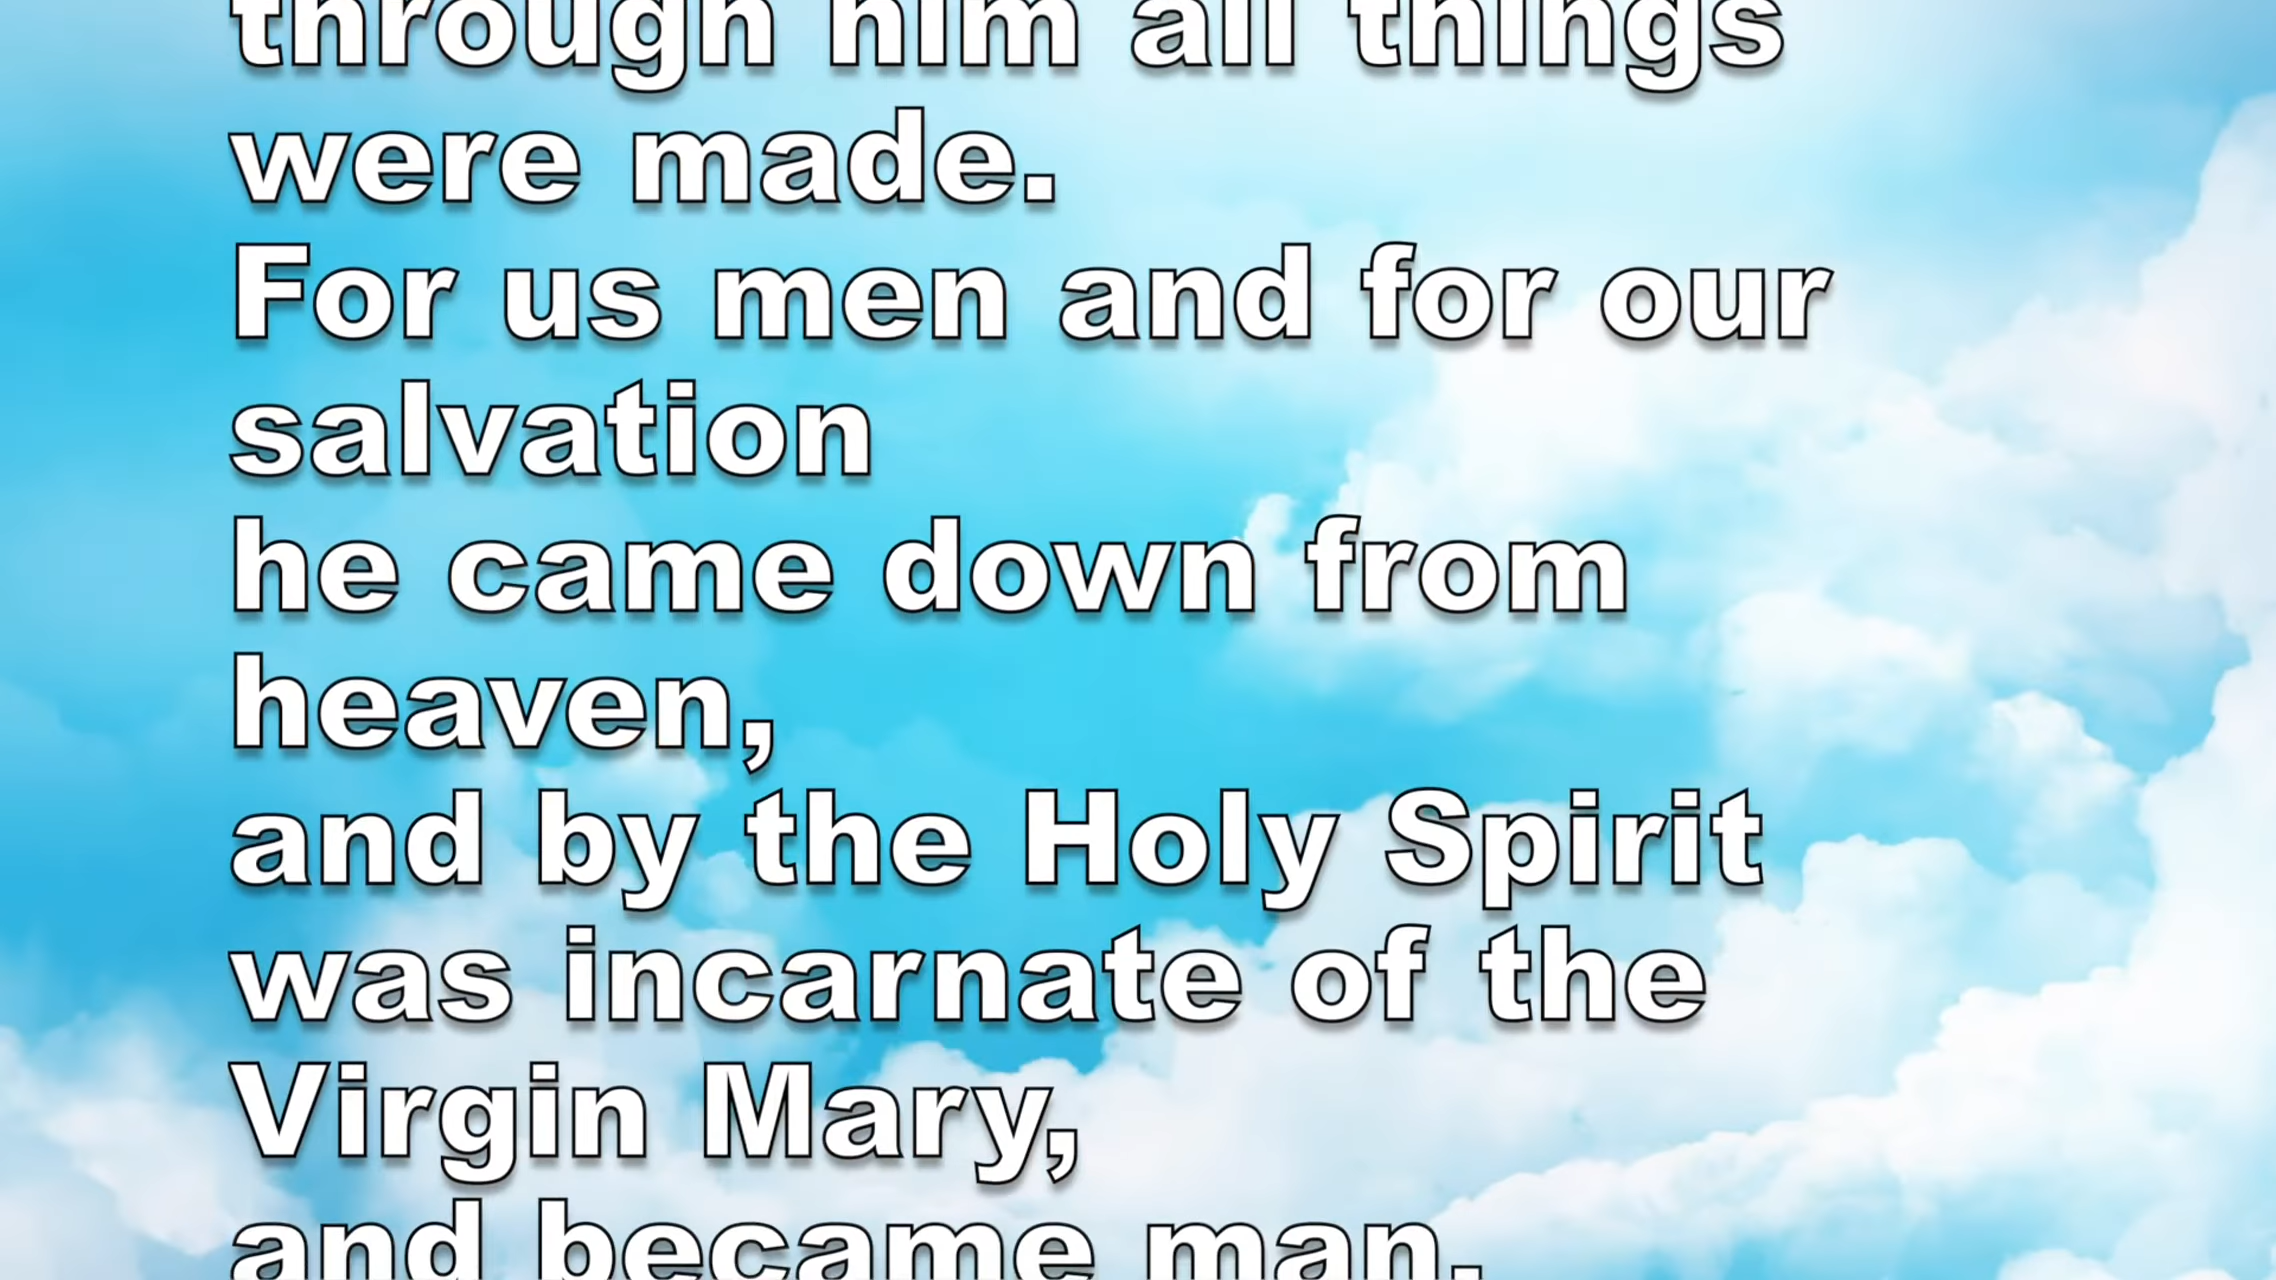 through him all things
were made.
For us men and for our
salvation
he came down from
heaven,
and by the Holy Spirit
was incarnate of the
Virgin Mary,
and became man.